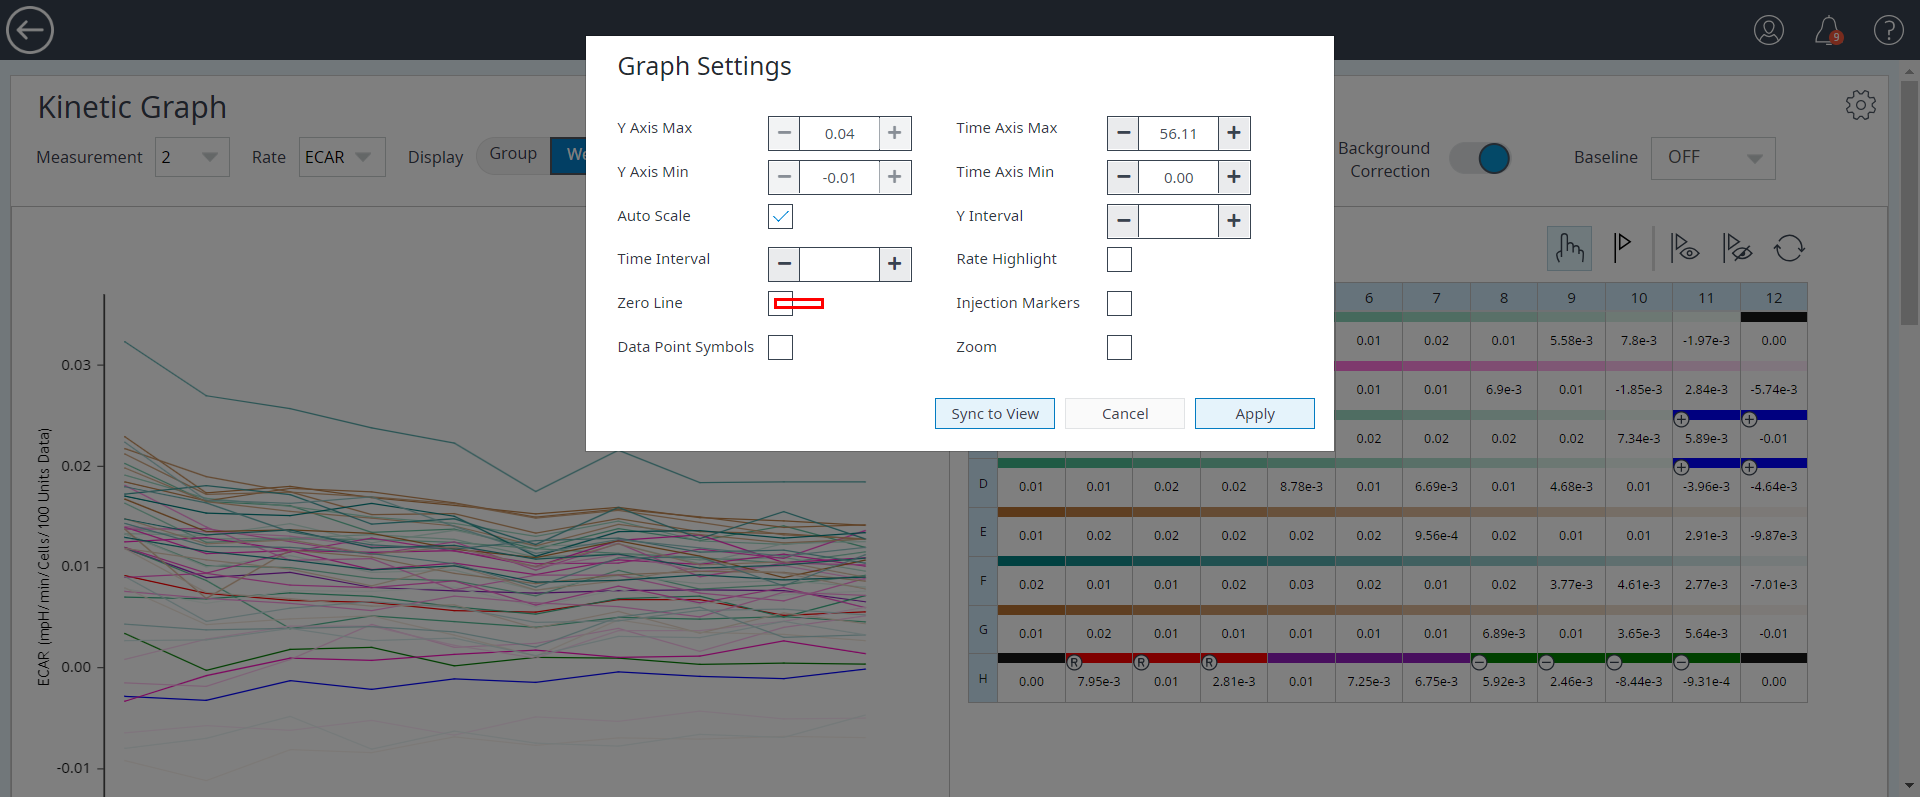 9
Kinetic Graph
Measurement 2 Rate ECAR Display Group We
Background Correction Baseline OFF
Graph Settings
Y Axis Max 0.04 Time Axis Max 56.11
Y Axis Min -0.01 Time Axis Min 0.00
Auto Scale Y Interval
Time Interval Rate Highlight
Zero Line Injection Markers
Data Point Symbols Zoom
Sync to View Cancel Apply
ECAR (mpH/min/Cells/100 Units Data)
0.03
0.02
0.01
0.00
-0.01
6 7 8 9 10 11 12
0.01 0.02 0.01 5.58e-3 7.8e-3 -1.97e-3 0.00
0.01 0.01 6.9e-3 0.01 -1.85e-3 2.84e-3 -5.74e-3
0.02 0.02 0.02 0.02 7.34e-3 5.89e-3 -0.01
D 0.01 0.01 0.02 0.02 8.78e-3 0.01 6.69e-3 0.01 4.68e-3 0.01 -3.96e-3 -4.64e-3
E 0.01 0.02 0.02 0.02 0.02 0.02 9.56e-4 0.02 0.01 0.01 2.91e-3 -9.87e-3
F 0.02 0.01 0.01 0.02 0.03 0.02 0.01 0.02 3.77e-3 4.61e-3 2.77e-3 -7.01e-3
G 0.01 0.02 0.01 0.01 0.01 0.01 0.01 6.89e-3 0.01 3.65e-3 5.64e-3 -0.01
R R R
H 0.00 7.95e-3 0.01 2.81e-3 0.01 7.25e-3 6.75e-3 5.92e-3 2.46e-3 -8.44e-3 -9.31e-4 0.00